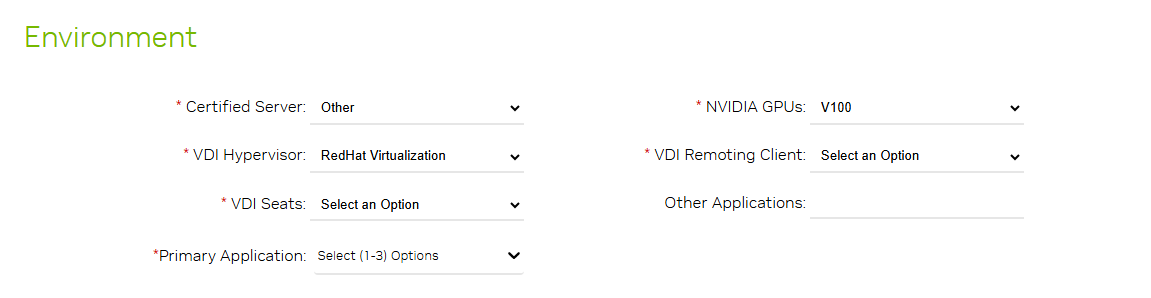 Environment
* Certified Server: Other
* NVIDIA GPUs: V100
* VDI Hypervisor: RedHat Virtualization
* VDI Remoting Client: Select an Option
* VDI Seats: Select an Option
Other Applications:
*Primary Application: Select (1-3) Options